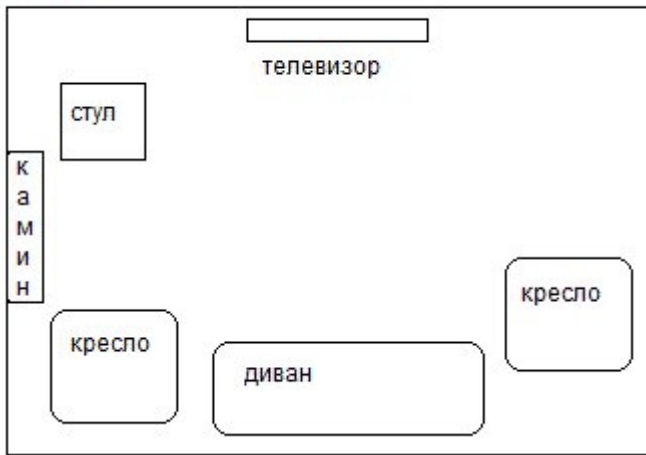 телевизор
стул
камин
кресло
кресло
диван